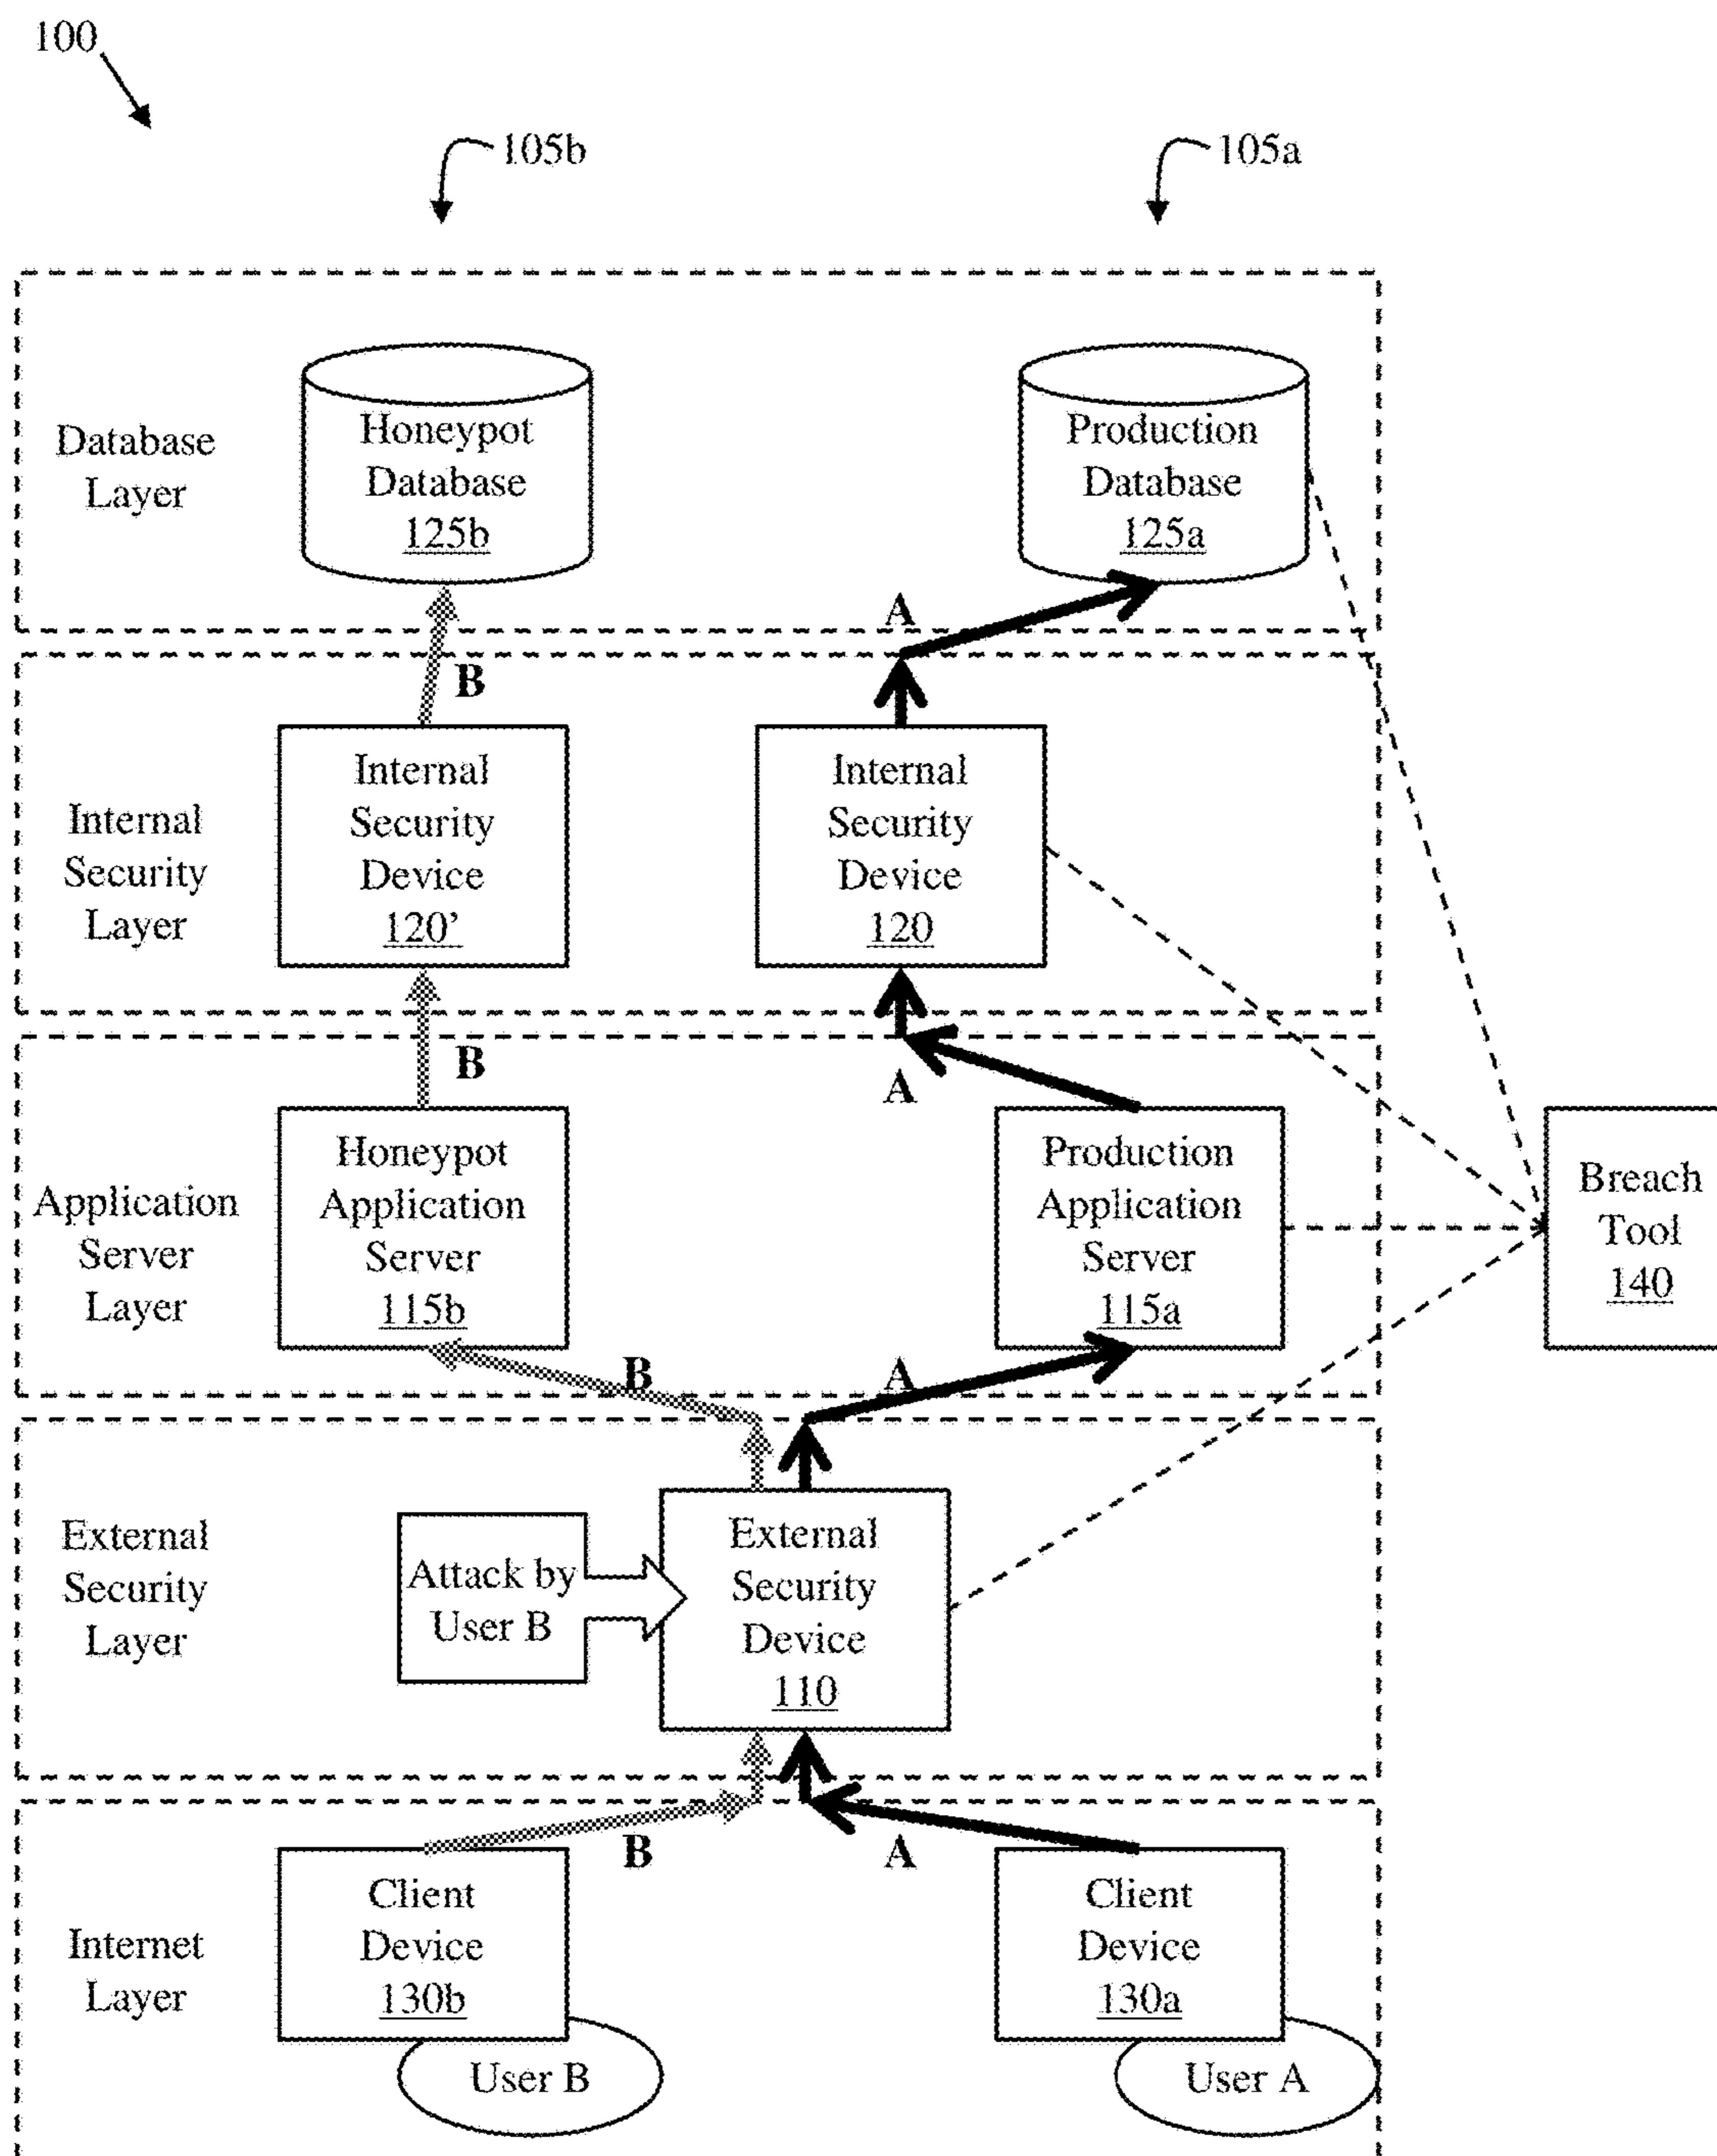 100
105b
105a
Database
Layer
Honeypot
Database
125b
Production
Database
125a
A
B
Internal
Security
Layer
Internal
Security
Device
120’
Internal
Security
Device
120
B
A
Application
Server
Layer
Honeypot
Application
Server
115b
Production
Application
Server
115a
Breach
Tool
140
B
A
External
Security
Layer
Attack by
User B
External
Security
Device
110
B
A
Internet
Layer
Client
Device
130b
User B
Client
Device
130a
User A